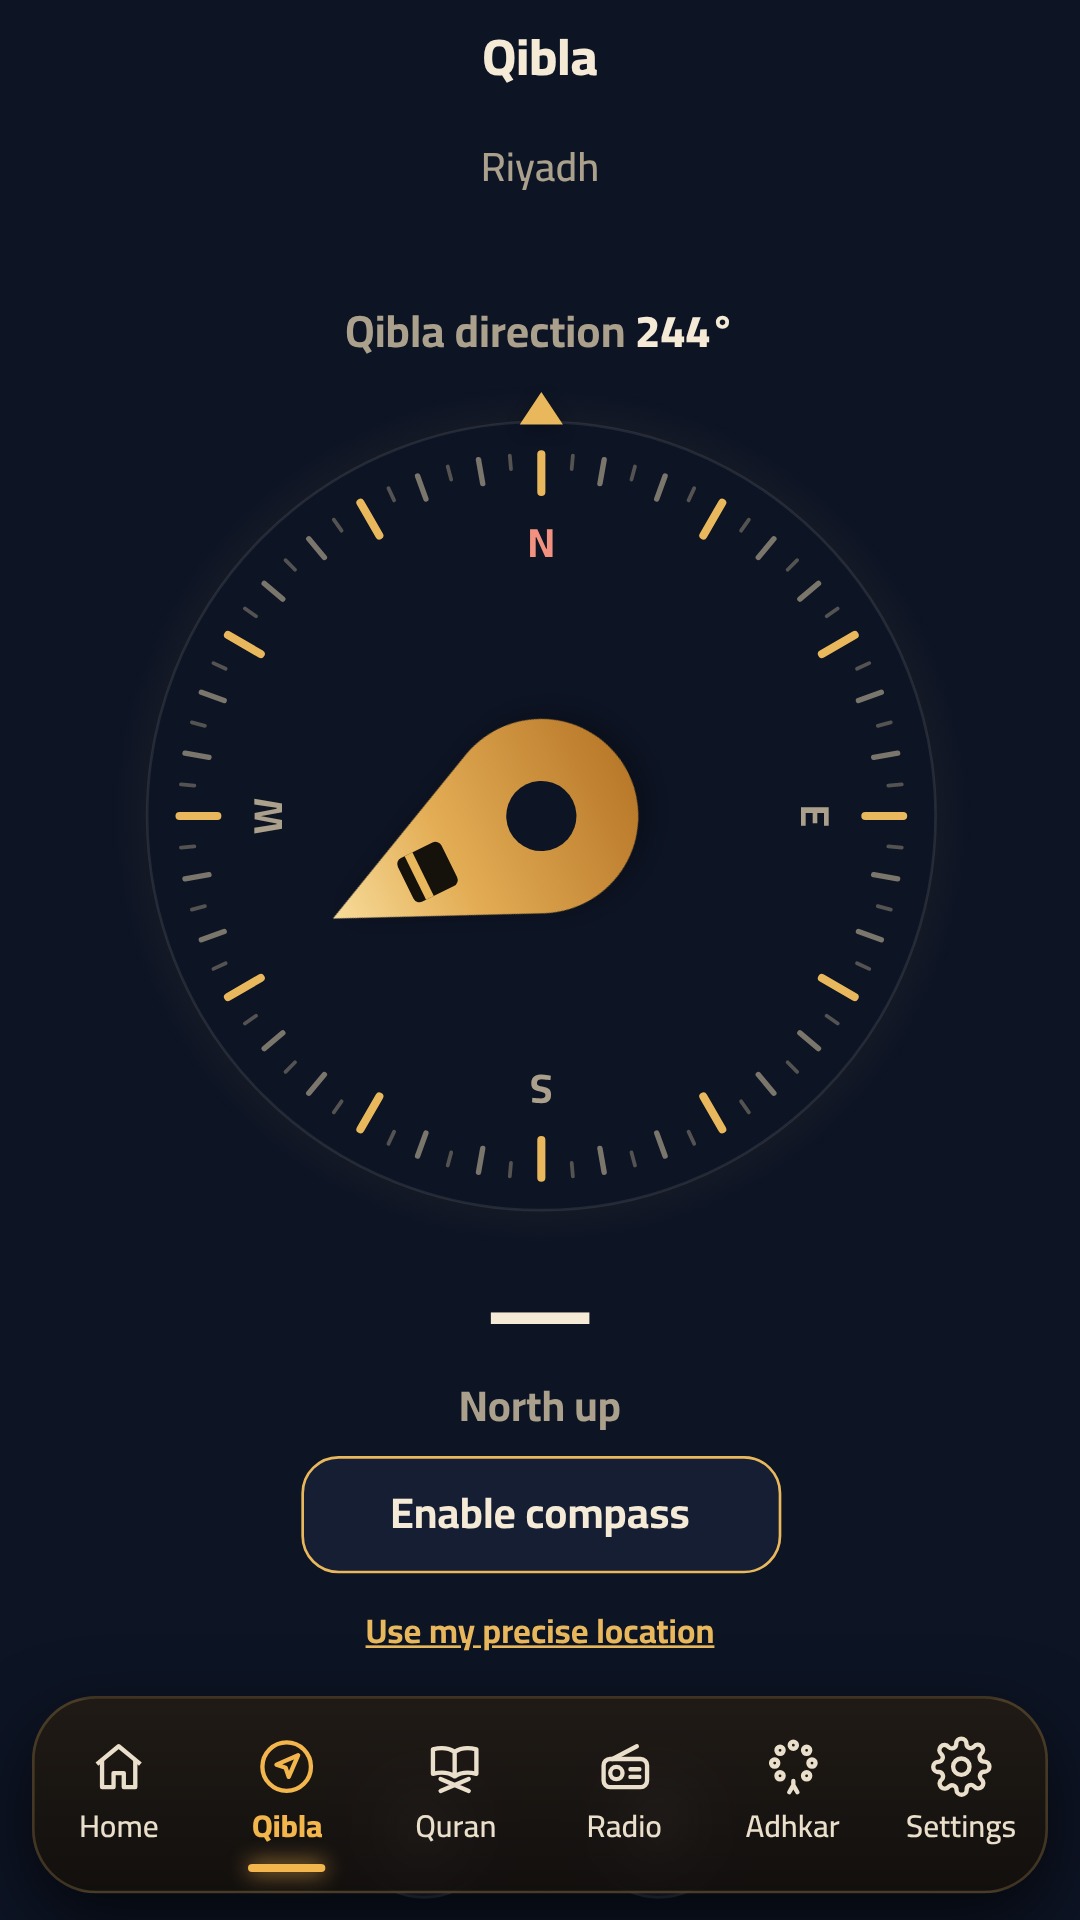 Qibla
Riyadh
Qibla direction 244°
N
W
E
S
North up
Enable compass
Use my precise location
Home
Qibla
Quran
Radio
Adhkar
Settings